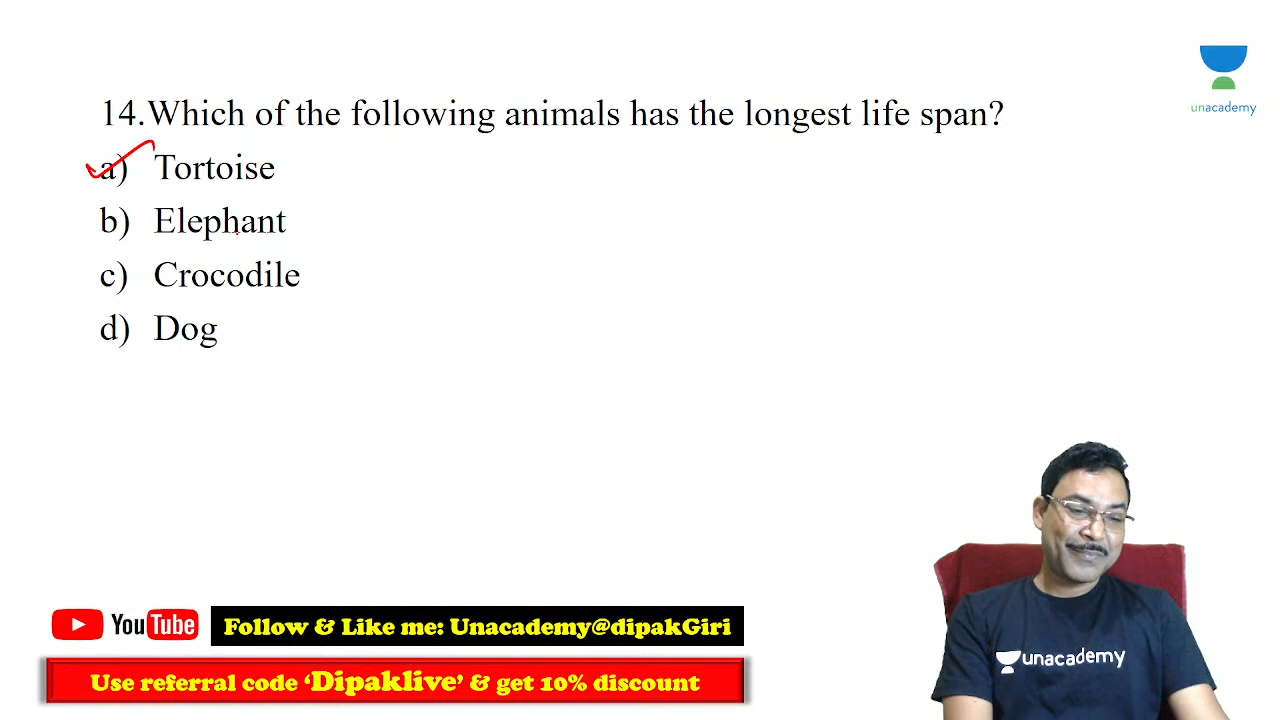 unacademy
14.Which of the following animals has the longest life span?
a) Tortoise
b) Elephant
c) Crocodile
d) Dog
YouTube
Follow & Like me: Unacademy@dipakGiri
Use referral code ‘Dipaklive’ & get 10% discount
unacademy